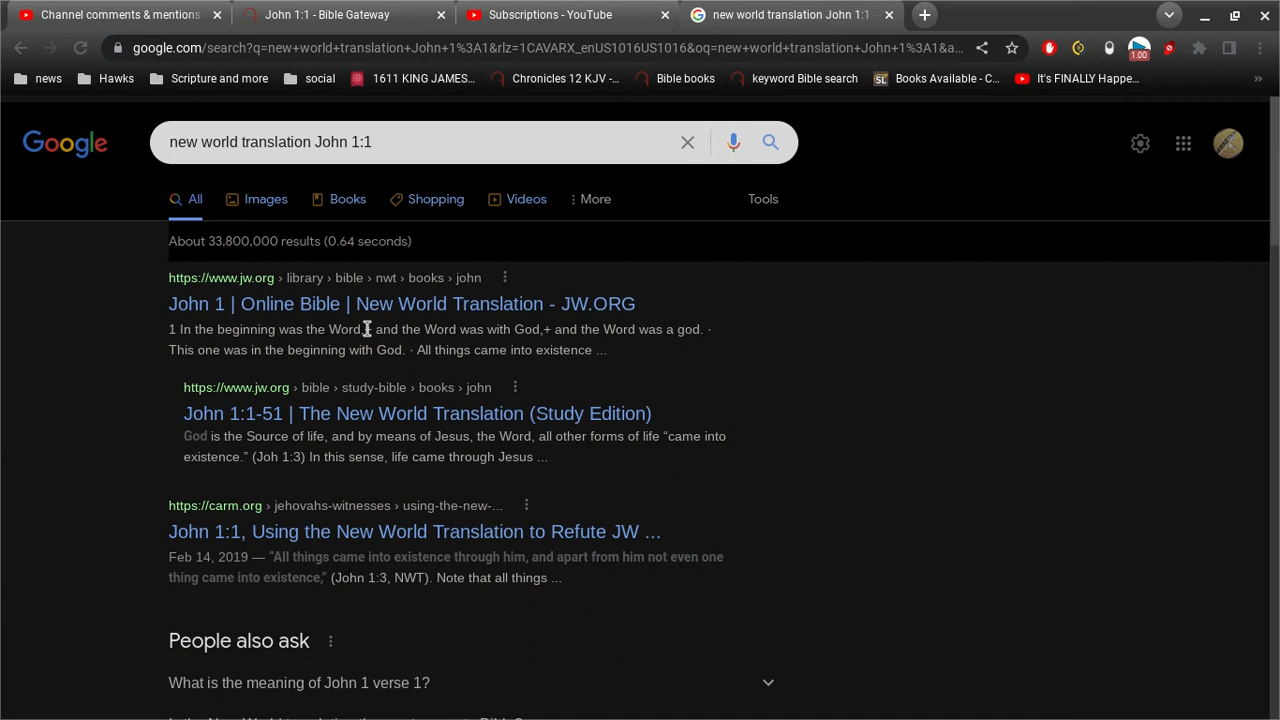 Channel comments & mentions
John 1:1 - Bible Gateway
Subscriptions - YouTube
new world translation John 1:1 -
google.com/search?q=new+world+translation+John+1%3A1&rlz=1CAVARX_enUS1016US1016&oq=new+world+translation+John+1%3A1&a...
1.00
news
Hawks
Scripture and more
social
1611 KING JAMES...
Chronicles 12 KJV -...
Bible books
keyword Bible search
SL Books Available - C...
It's FINALLY Happe...
»
Google
new world translation John 1:1
All
Images
Books
Shopping
Videos
More
Tools
About 33,800,000 results (0.64 seconds)
https://www.jw.org › library › bible › nwt › books › john
John 1 | Online Bible | New World Translation - JW.ORG
1 In the beginning was the Word, and the Word was with God,+ and the Word was a god. ·
This one was in the beginning with God. · All things came into existence ...
https://www.jw.org › bible › study-bible › books › john
John 1:1-51 | The New World Translation (Study Edition)
God is the Source of life, and by means of Jesus, the Word, all other forms of life “came into
existence.” (Joh 1:3) In this sense, life came through Jesus ...
https://carm.org › jehovahs-witnesses › using-the-new-...
John 1:1, Using the New World Translation to Refute JW ...
Feb 14, 2019 — “All things came into existence through him, and apart from him not even one
thing came into existence,” (John 1:3, NWT). Note that all things ...
People also ask
What is the meaning of John 1 verse 1?